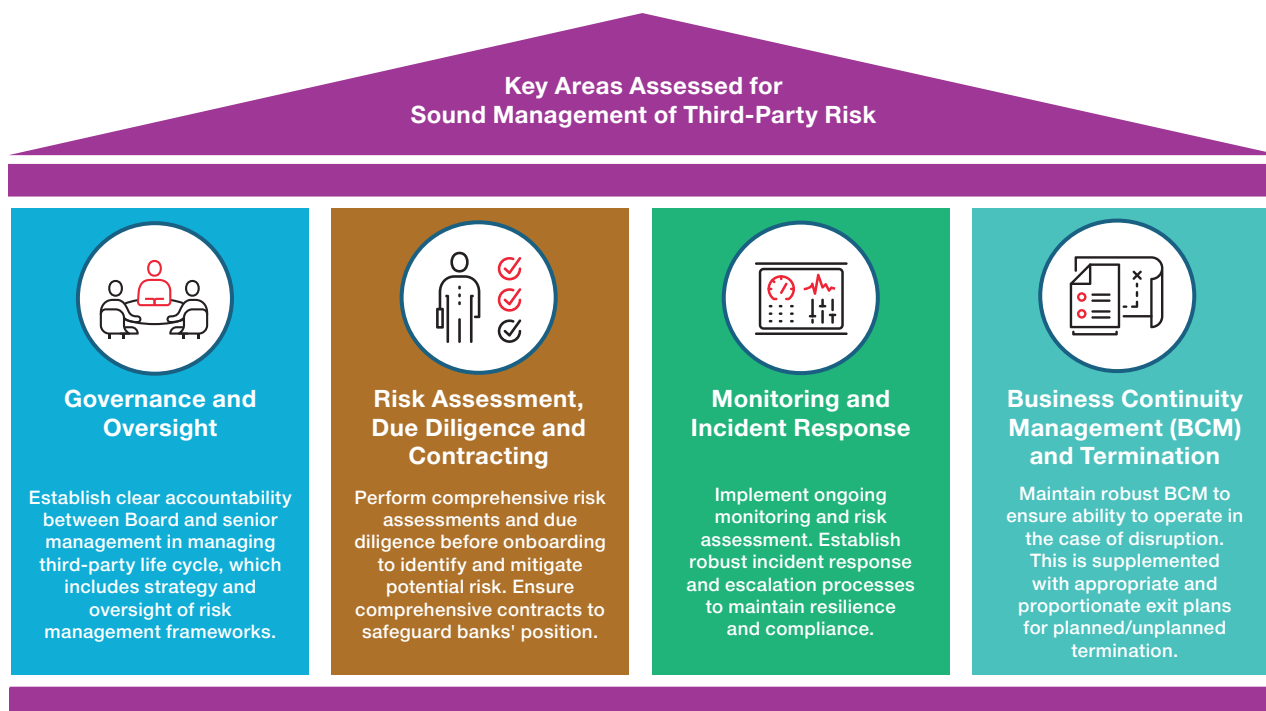 Key Areas Assessed for
Sound Management of Third-Party Risk
Governance and
Oversight
Establish clear accountability
between Board and senior
management in managing
third-party life cycle, which
includes strategy and
oversight of risk
management frameworks.
Risk Assessment,
Due Diligence and
Contracting
Perform comprehensive risk
assessments and due
diligence before onboarding
to identify and mitigate
potential risk. Ensure
comprehensive contracts to
safeguard banks' position.
Monitoring and
Incident Response
Implement ongoing
monitoring and risk
assessment. Establish
robust incident response
and escalation processes
to maintain resilience
and compliance.
Business Continuity
Management (BCM)
and Termination
Maintain robust BCM to
ensure ability to operate in
the case of disruption.
This is supplemented
with appropriate and
proportionate exit plans
for planned/unplanned
termination.